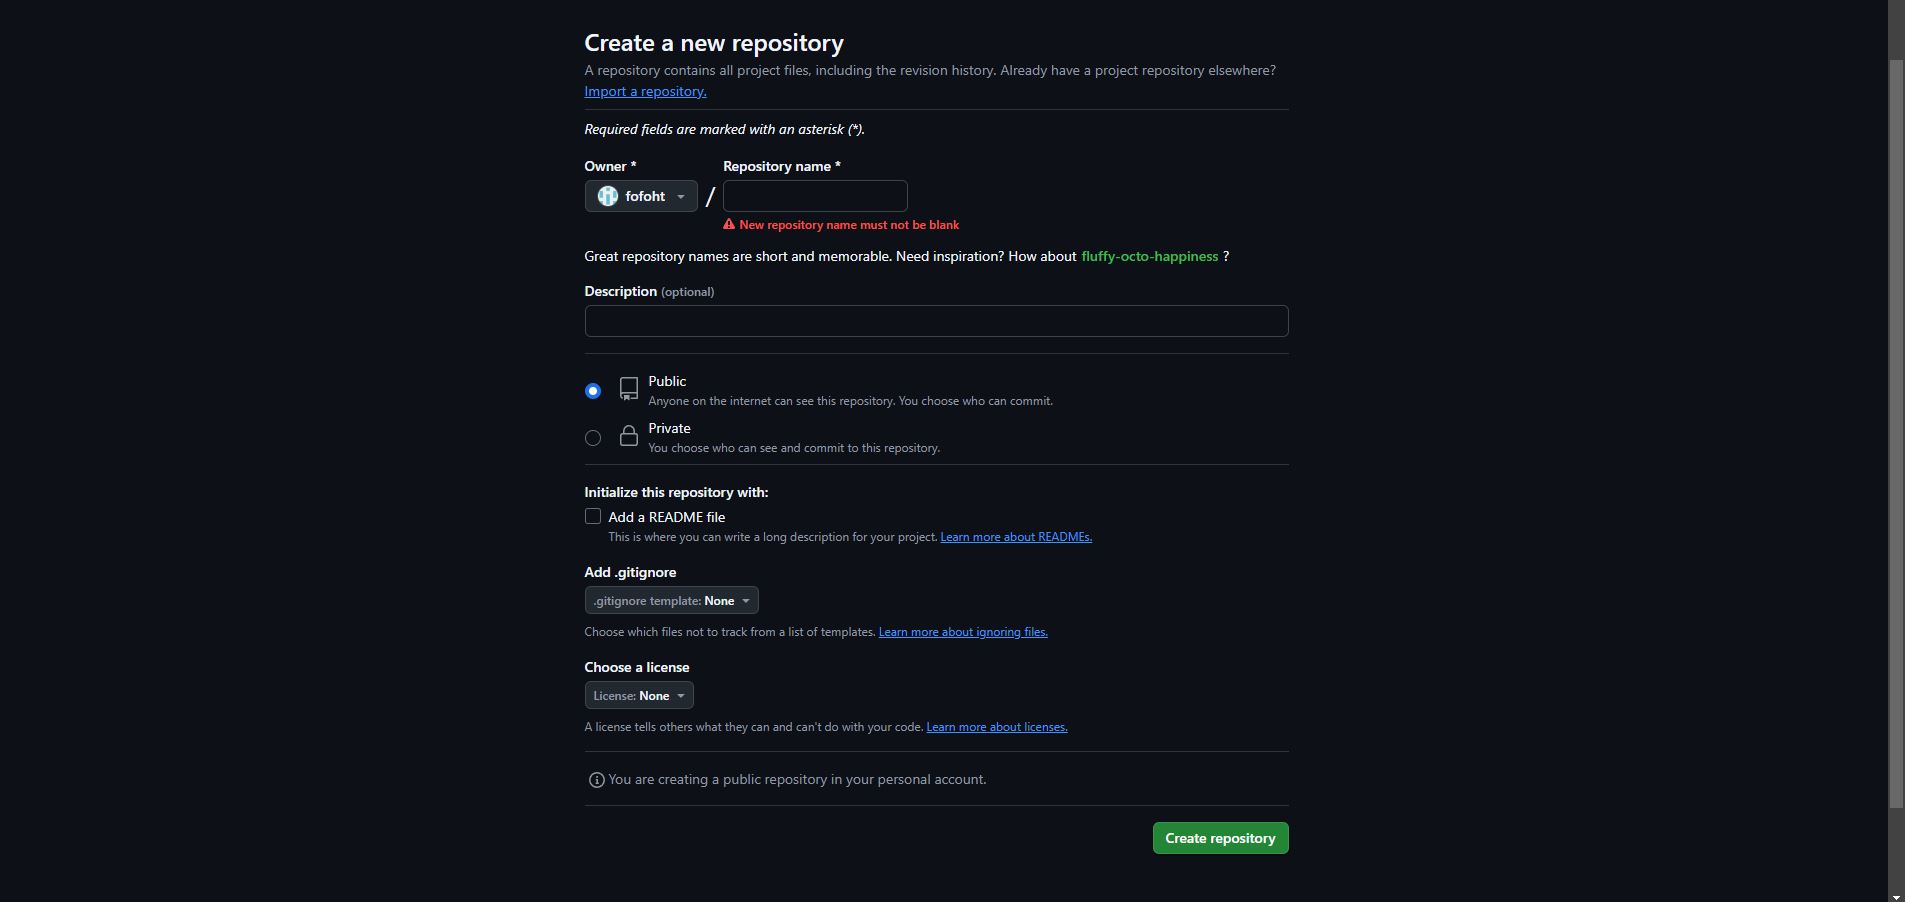 Create a new repository
A repository contains all project files, including the revision history. Already have a project repository elsewhere?
Import a repository.
Required fields are marked with an asterisk (*).
Owner *
Repository name *
fofoht
/
New repository name must not be blank
Great repository names are short and memorable. Need inspiration? How about fluffy-octo-happiness ?
Description (optional)
Public
Anyone on the internet can see this repository. You choose who can commit.
Private
You choose who can see and commit to this repository.
Initialize this repository with:
Add a README file
This is where you can write a long description for your project. Learn more about READMEs.
Add .gitignore
.gitignore template: None
Choose which files not to track from a list of templates. Learn more about ignoring files.
Choose a license
License: None
A license tells others what they can and can't do with your code. Learn more about licenses.
You are creating a public repository in your personal account.
Create repository